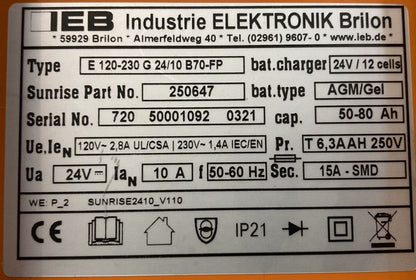 IEB Industrie ELEKTRONIK Brilon
* 59929 Brilon * Almerfeldweg 40 * Tel. (02961) 9607- 0 * www.ieb.de *
Type E 120-230 G 24/10 B70-FP bat.charger 24V / 12 cells
Sunrise Part No. 250647 bat.type AGM/Gel
Serial No. 720 50001092 0321 cap. 50-80 Ah
Ue.IeN 120V~ 2,8A UL/CSA | 230V~ 1,4A IEC/EN Pr. T 6,3AAH 250V
Ua 24V⎓ IaN 10 A f 50-60 Hz Sec. 15A - SMD
WE: P_2 SUNRISE2410_V110
CE IP21